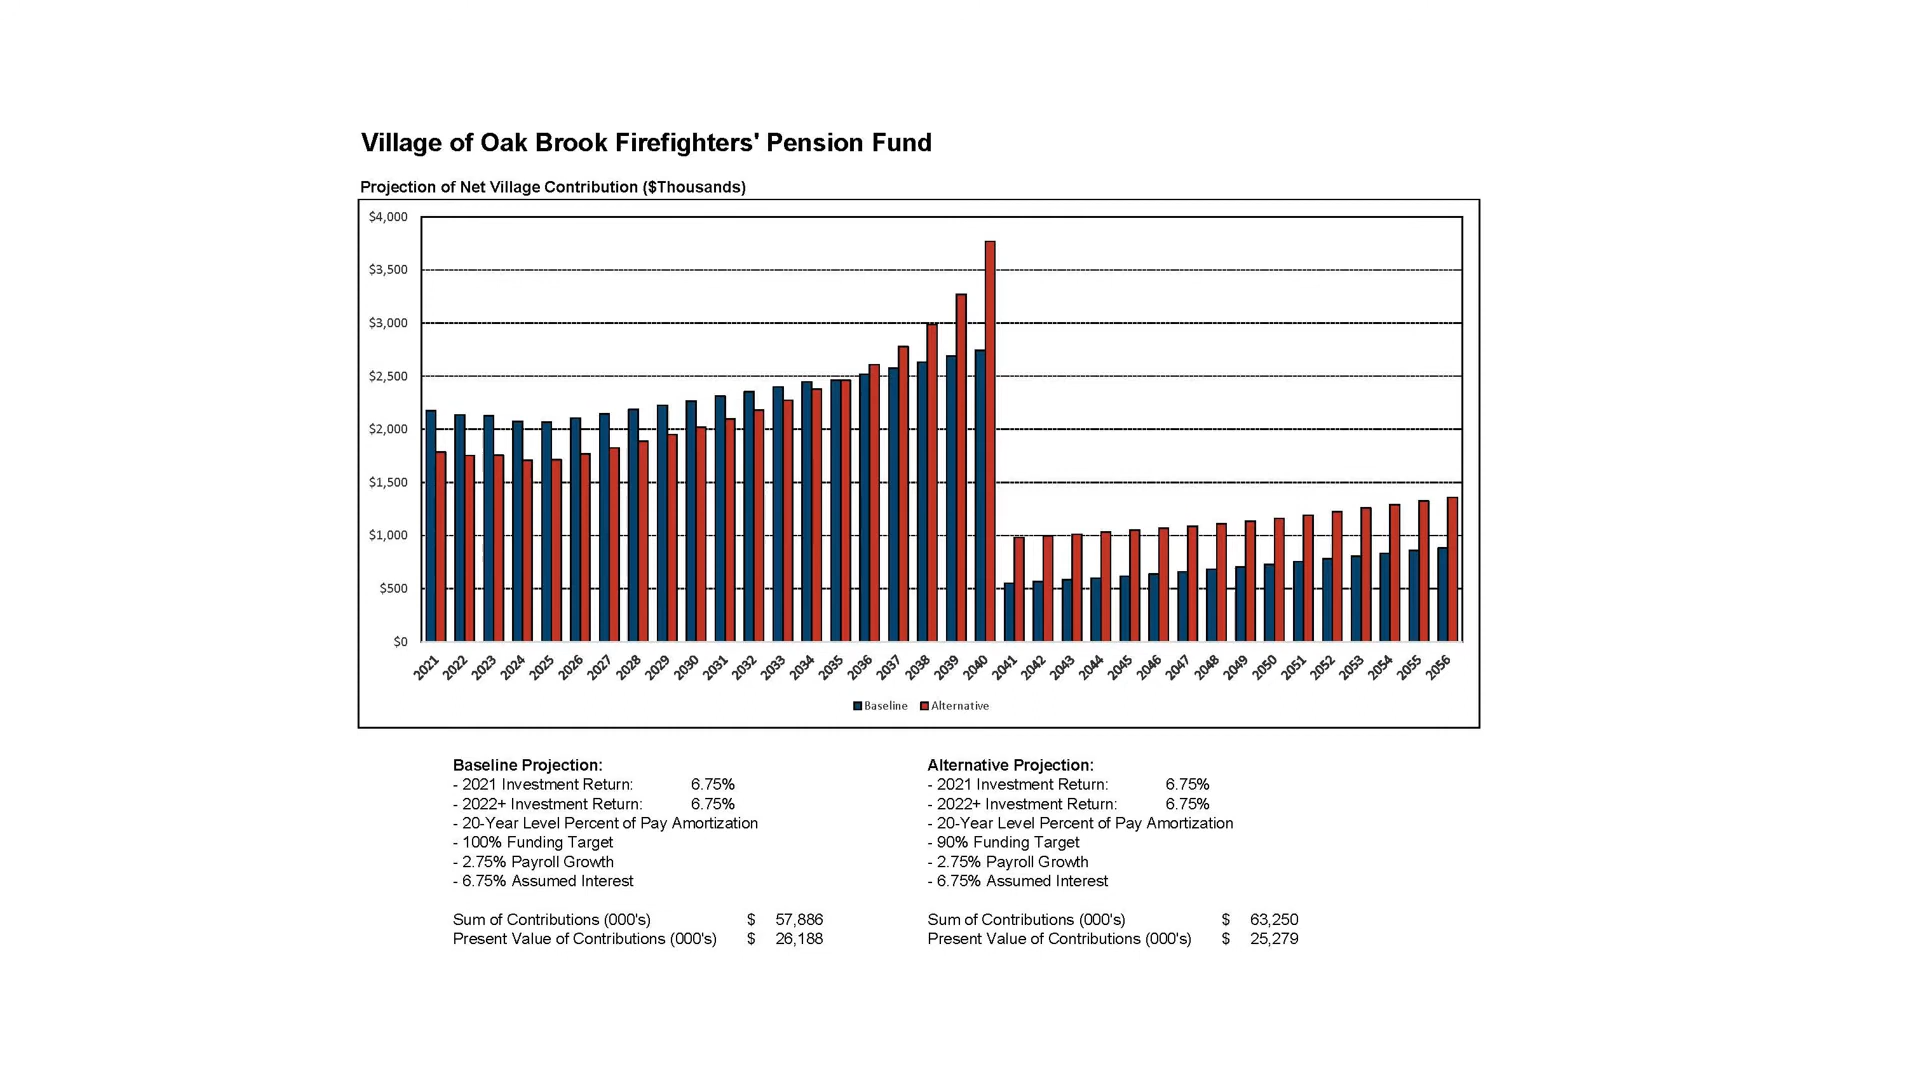 Village of Oak Brook Firefighters' Pension Fund
Projection of Net Village Contribution ($Thousands)
$4,000
$3,500
$3,000
$2,500
$2,000
$1,500
$1,000
$500
$0
2021 2022 2023 2024 2025 2026 2027 2028 2029 2030 2031 2032 2033 2034 2035 2036 2037 2038 2039 2040 2041 2042 2043 2044 2045 2046 2047 2048 2049 2050 2051 2052 2053 2054 2055 2056
Baseline Alternative
Baseline Projection:
- 2021 Investment Return: 6.75%
- 2022+ Investment Return: 6.75%
- 20-Year Level Percent of Pay Amortization
- 100% Funding Target
- 2.75% Payroll Growth
- 6.75% Assumed Interest
Sum of Contributions (000's) $ 57,886
Present Value of Contributions (000's) $ 26,188
Alternative Projection:
- 2021 Investment Return: 6.75%
- 2022+ Investment Return: 6.75%
- 20-Year Level Percent of Pay Amortization
- 90% Funding Target
- 2.75% Payroll Growth
- 6.75% Assumed Interest
Sum of Contributions (000's) $ 63,250
Present Value of Contributions (000's) $ 25,279